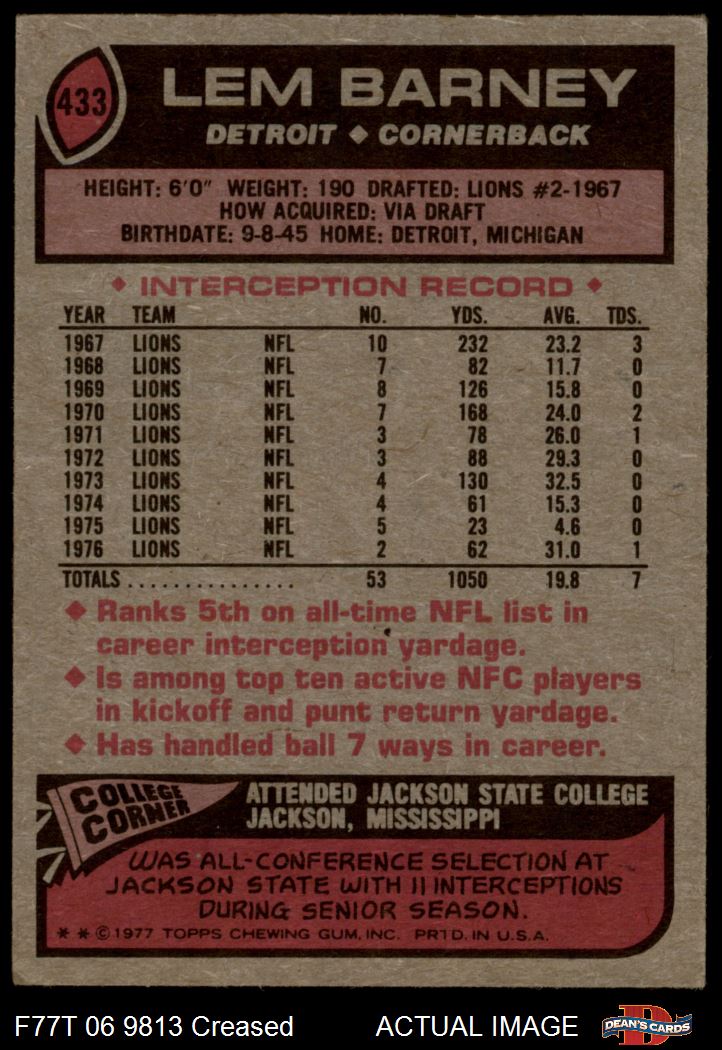 433
LEM BARNEY
DETROIT ◆ CORNERBACK
HEIGHT: 6'0" WEIGHT: 190 DRAFTED: LIONS #2-1967
HOW ACQUIRED: VIA DRAFT
BIRTHDATE: 9-8-45 HOME: DETROIT, MICHIGAN
◆ INTERCEPTION RECORD ◆
YEAR TEAM NO. YDS. AVG. TDS.
1967 LIONS NFL 10 232 23.2 3
1968 LIONS NFL 7 82 11.7 0
1969 LIONS NFL 8 126 15.8 0
1970 LIONS NFL 7 168 24.0 2
1971 LIONS NFL 3 78 26.0 1
1972 LIONS NFL 3 88 29.3 0
1973 LIONS NFL 4 130 32.5 0
1974 LIONS NFL 4 61 15.3 0
1975 LIONS NFL 5 23 4.6 0
1976 LIONS NFL 2 62 31.0 1
TOTALS................ 53 1050 19.8 7
◆ Ranks 5th on all-time NFL list in
career interception yardage.
◆ Is among top ten active NFC players
in kickoff and punt return yardage.
◆ Has handled ball 7 ways in career.
COLLEGE
CORNER
ATTENDED JACKSON STATE COLLEGE
JACKSON, MISSISSIPPI
WAS ALL-CONFERENCE SELECTION AT
JACKSON STATE WITH 11 INTERCEPTIONS
DURING SENIOR SEASON.
* * © 1977 TOPPS CHEWING GUM, INC. PRTD. IN U.S.A.
F77T 06 9813 Creased ACTUAL IMAGE
D
DEAN'S CARDS